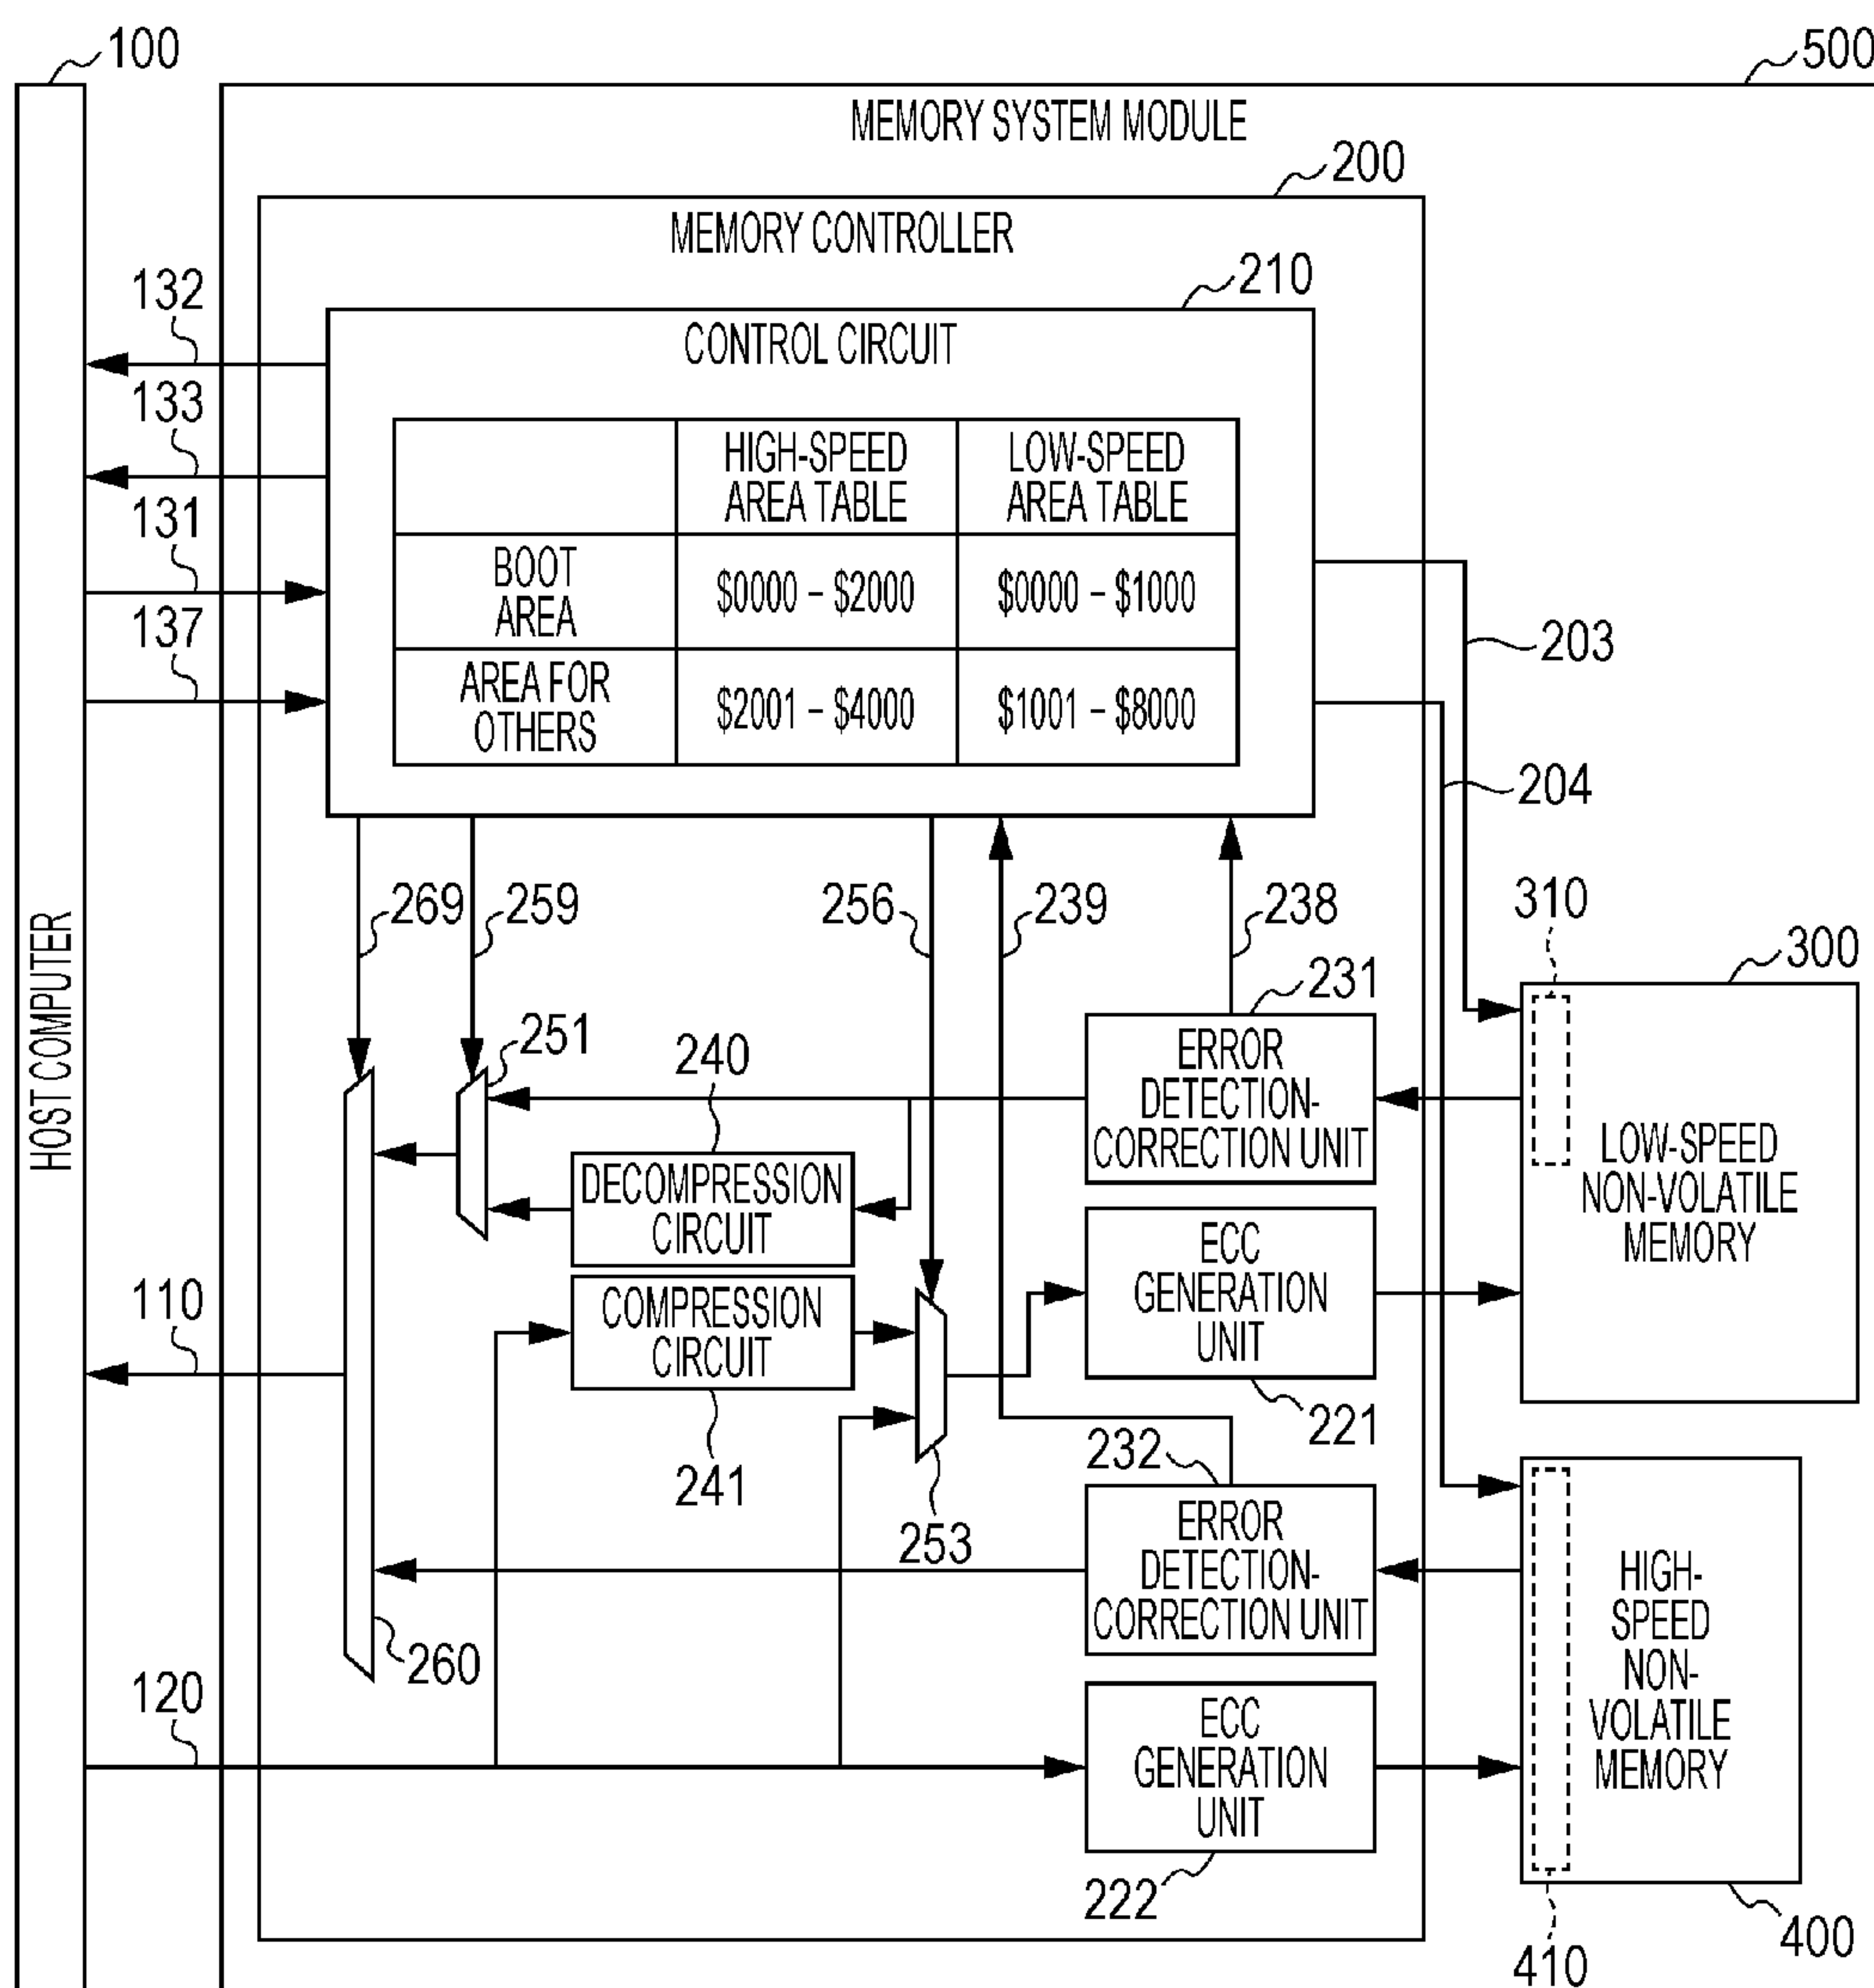 100
500
MEMORY SYSTEM MODULE
200
MEMORY CONTROLLER
210
CONTROL CIRCUIT
132
133
131
137
HIGH-SPEED
AREA TABLE
LOW-SPEED
AREA TABLE
BOOT
AREA
$0000 – $2000
$0000 – $1000
AREA FOR
OTHERS
$2001 – $4000
$1001 – $8000
203
204
HOST COMPUTER
269
259
256
239
238
310
300
251
240
231
ERROR
DETECTION-
CORRECTION UNIT
LOW-SPEED
NON-VOLATILE
MEMORY
DECOMPRESSION
CIRCUIT
110
COMPRESSION
CIRCUIT
ECC
GENERATION
UNIT
241
253
221
232
ERROR
DETECTION-
CORRECTION UNIT
HIGH-
SPEED
NON-
VOLATILE
MEMORY
260
120
ECC
GENERATION
UNIT
222
410
400